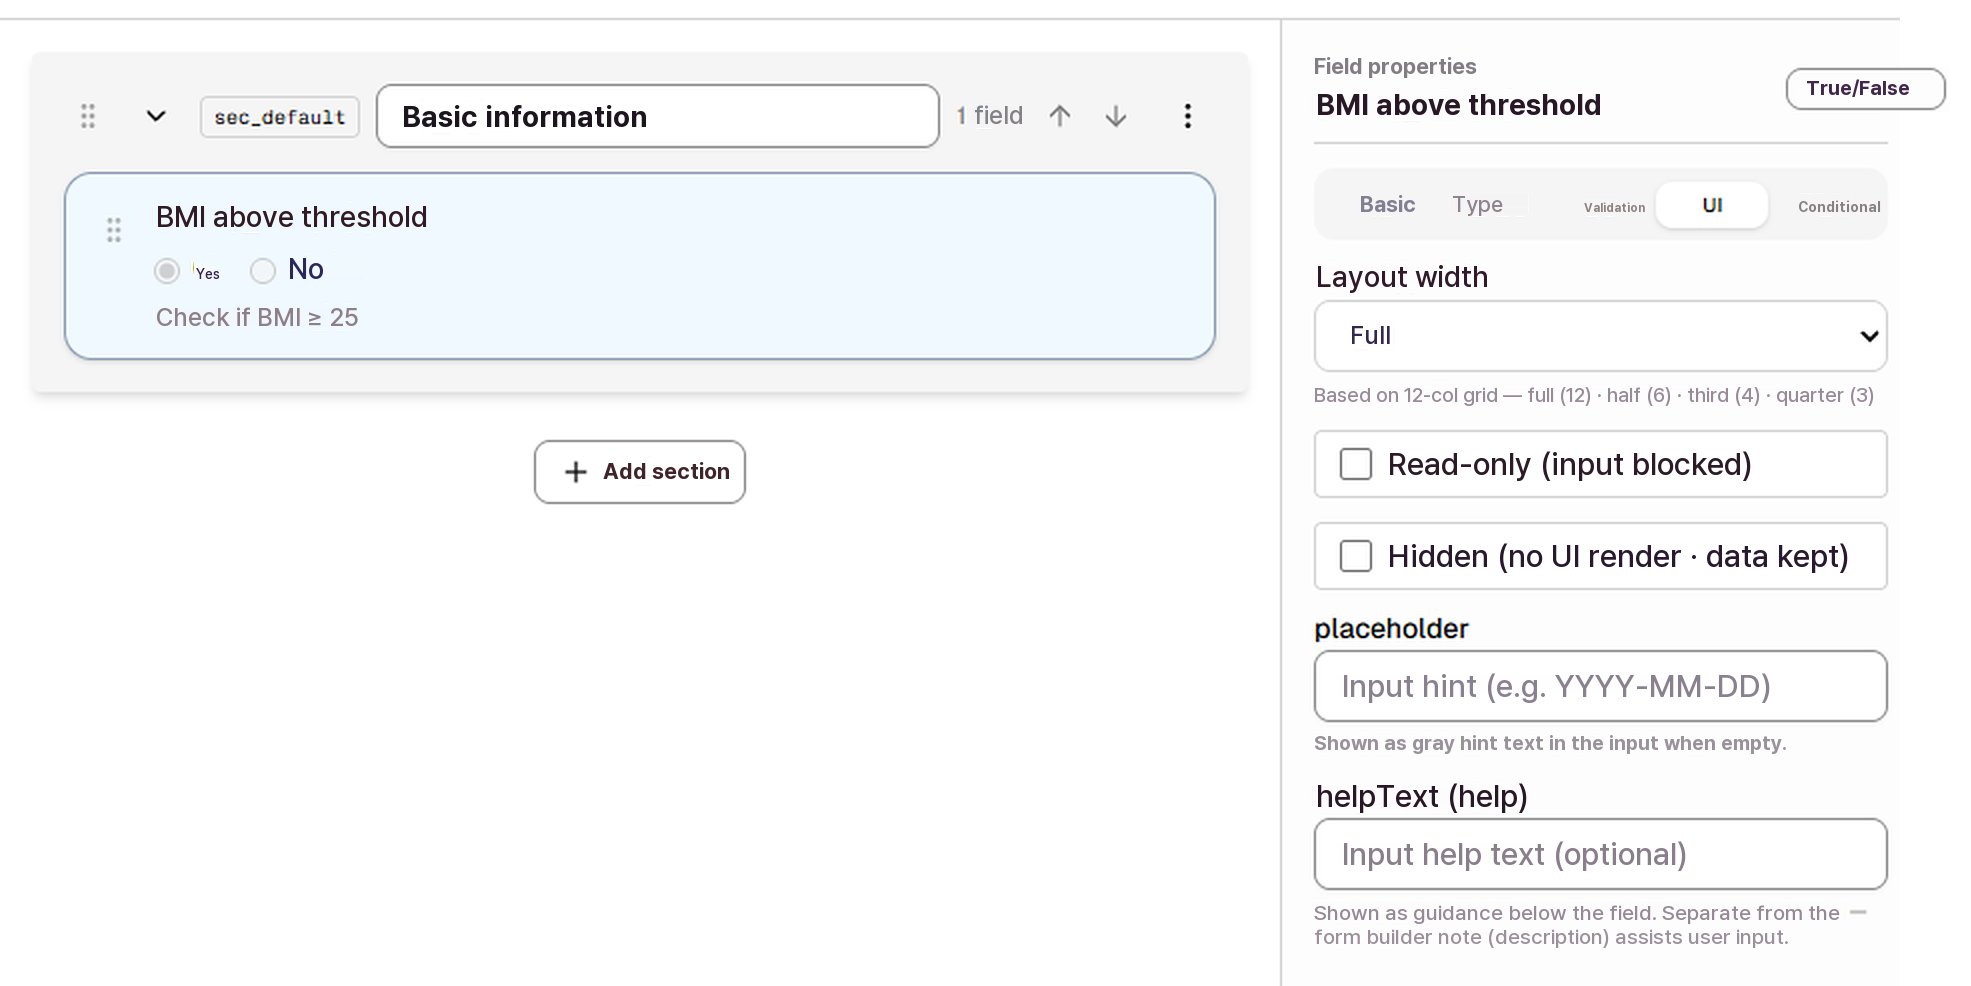 sec_default Basic information 1 field
BMI above threshold
Yes No
Check if BMI ≥ 25
+ Add section
Field properties
BMI above threshold
True/False
Basic Type Validation UI Conditional
Layout width
Full
Based on 12-col grid — full (12) · half (6) · third (4) · quarter (3)
Read-only (input blocked)
Hidden (no UI render · data kept)
placeholder
Input hint (e.g. YYYY-MM-DD)
Shown as gray hint text in the input when empty.
helpText (help)
Input help text (optional)
Shown as guidance below the field. Separate from the —
form builder note (description) assists user input.